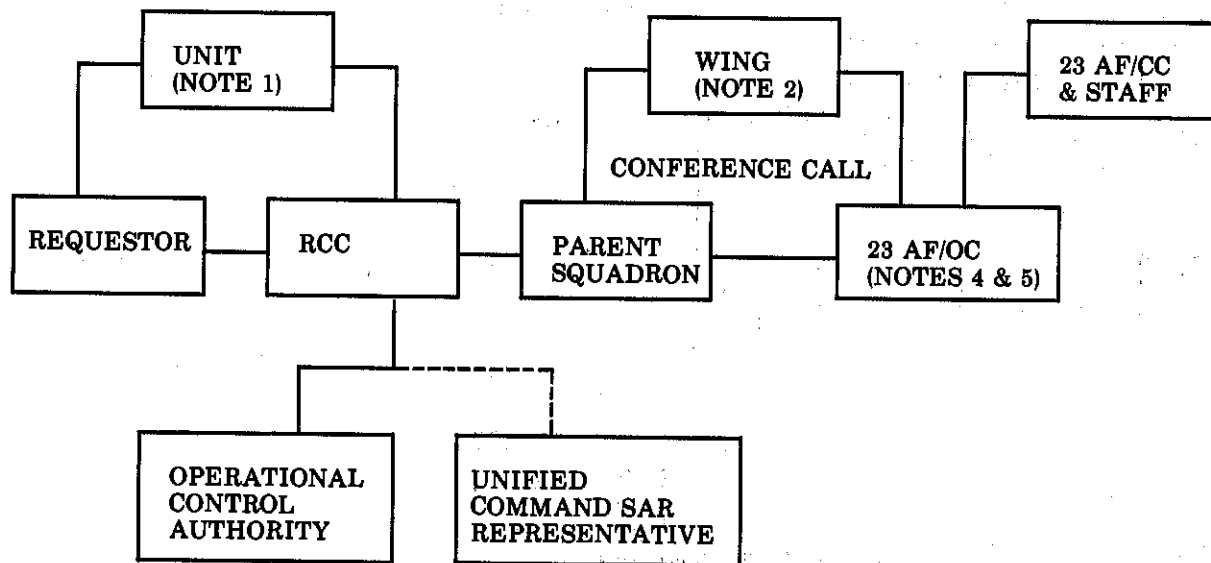 UNIT
(NOTE 1)
WING
(NOTE 2)
23 AF/CC
& STAFF
CONFERENCE CALL
REQUESTOR
RCC
PARENT
SQUADRON
23 AF/OC
(NOTES 4 & 5)
OPERATIONAL
CONTROL
AUTHORITY
UNIFIED
COMMAND SAR
REPRESENTATIVE